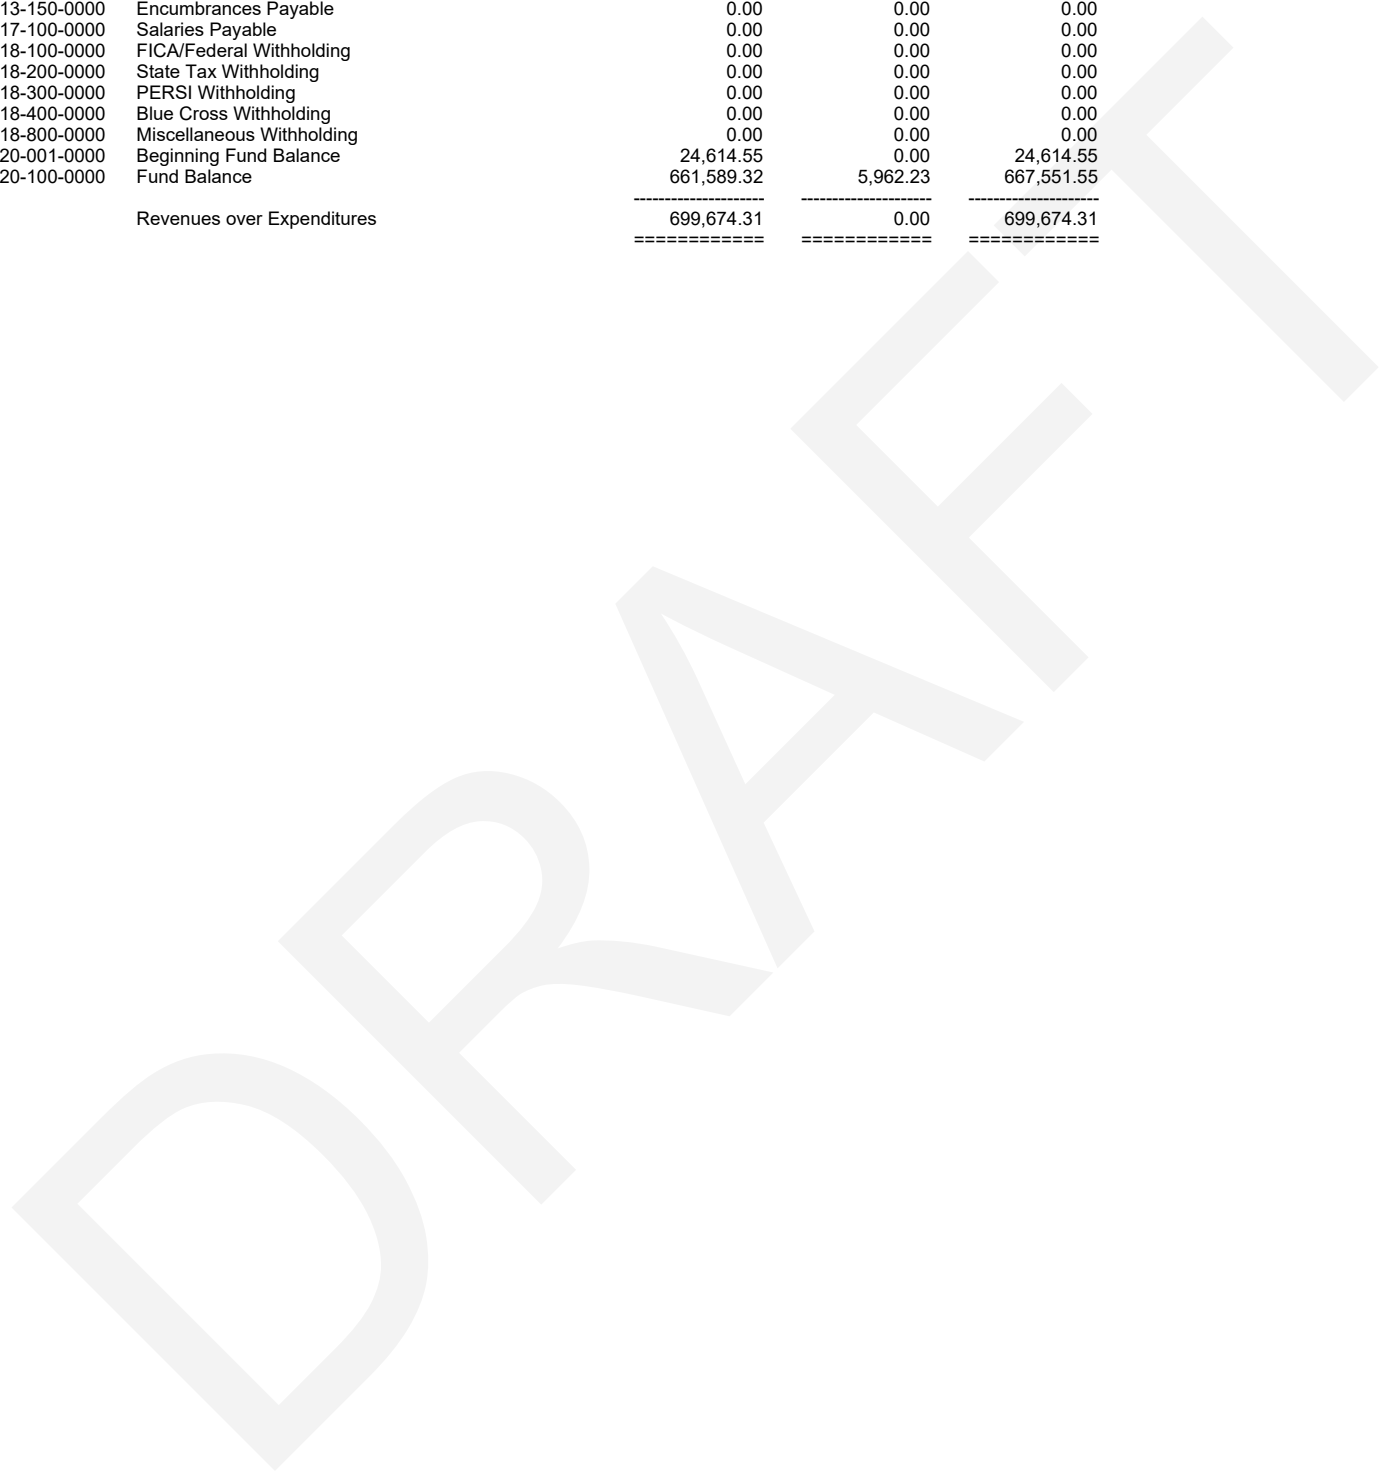 13-150-0000 Encumbrances Payable 0.00 0.00 0.00
17-100-0000 Salaries Payable 0.00 0.00 0.00
18-100-0000 FICA/Federal Withholding 0.00 0.00 0.00
18-200-0000 State Tax Withholding 0.00 0.00 0.00
18-300-0000 PERSI Withholding 0.00 0.00 0.00
18-400-0000 Blue Cross Withholding 0.00 0.00 0.00
18-800-0000 Miscellaneous Withholding 0.00 0.00 0.00
20-001-0000 Beginning Fund Balance 24,614.55 0.00 24,614.55
20-100-0000 Fund Balance 661,589.32 5,962.23 667,551.55
--------------------- --------------------- ---------------------
Revenues over Expenditures 699,674.31 0.00 699,674.31
============ ============ ============
DRAFT